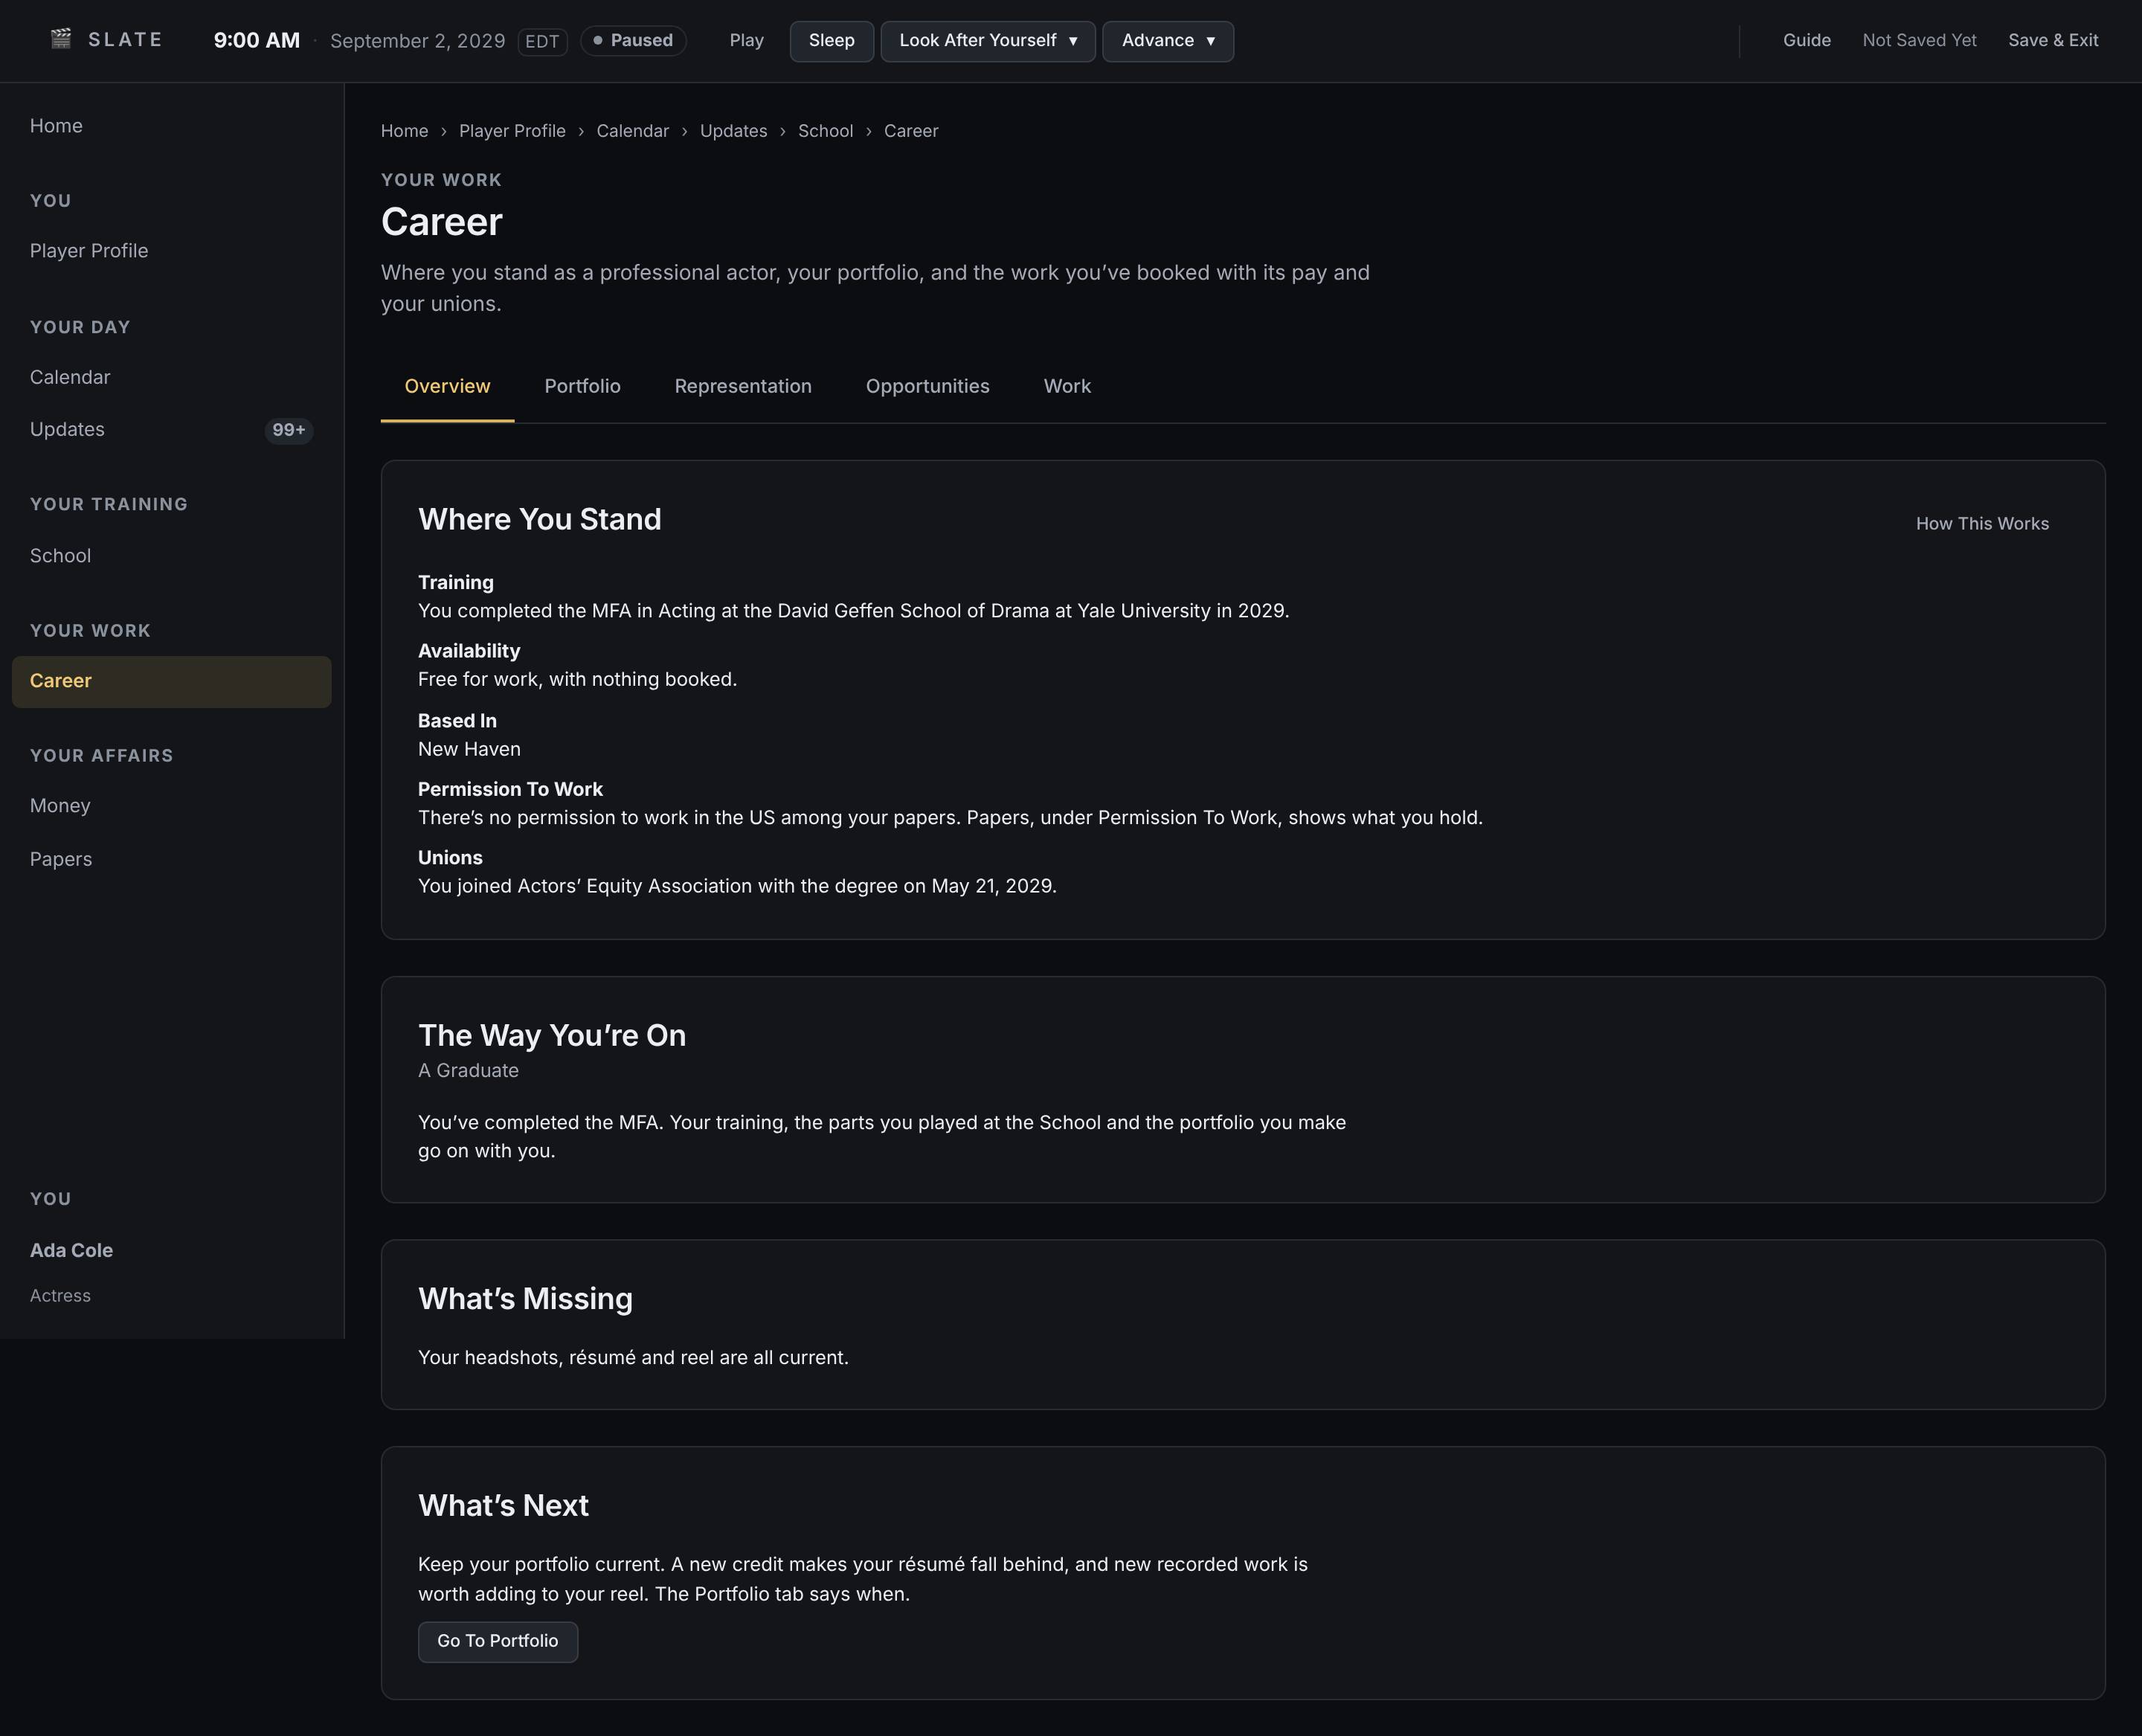 🎬 SLATE
9:00 AM · September 2, 2029 EDT ● Paused Play Sleep Look After Yourself ▾ Advance ▾ Guide Not Saved Yet Save & Exit
Home
YOU
Player Profile
YOUR DAY
Calendar
Updates 99+
YOUR TRAINING
School
YOUR WORK
Career
YOUR AFFAIRS
Money
Papers
YOU
Ada Cole
Actress
Home › Player Profile › Calendar › Updates › School › Career
YOUR WORK
Career
Where you stand as a professional actor, your portfolio, and the work you’ve booked with its pay and
your unions.
Overview Portfolio Representation Opportunities Work
Where You Stand
How This Works
Training
You completed the MFA in Acting at the David Geffen School of Drama at Yale University in 2029.
Availability
Free for work, with nothing booked.
Based In
New Haven
Permission To Work
There’s no permission to work in the US among your papers. Papers, under Permission To Work, shows what you hold.
Unions
You joined Actors’ Equity Association with the degree on May 21, 2029.
The Way You’re On
A Graduate
You’ve completed the MFA. Your training, the parts you played at the School and the portfolio you make
go on with you.
What’s Missing
Your headshots, résumé and reel are all current.
What’s Next
Keep your portfolio current. A new credit makes your résumé fall behind, and new recorded work is
worth adding to your reel. The Portfolio tab says when.
Go To Portfolio